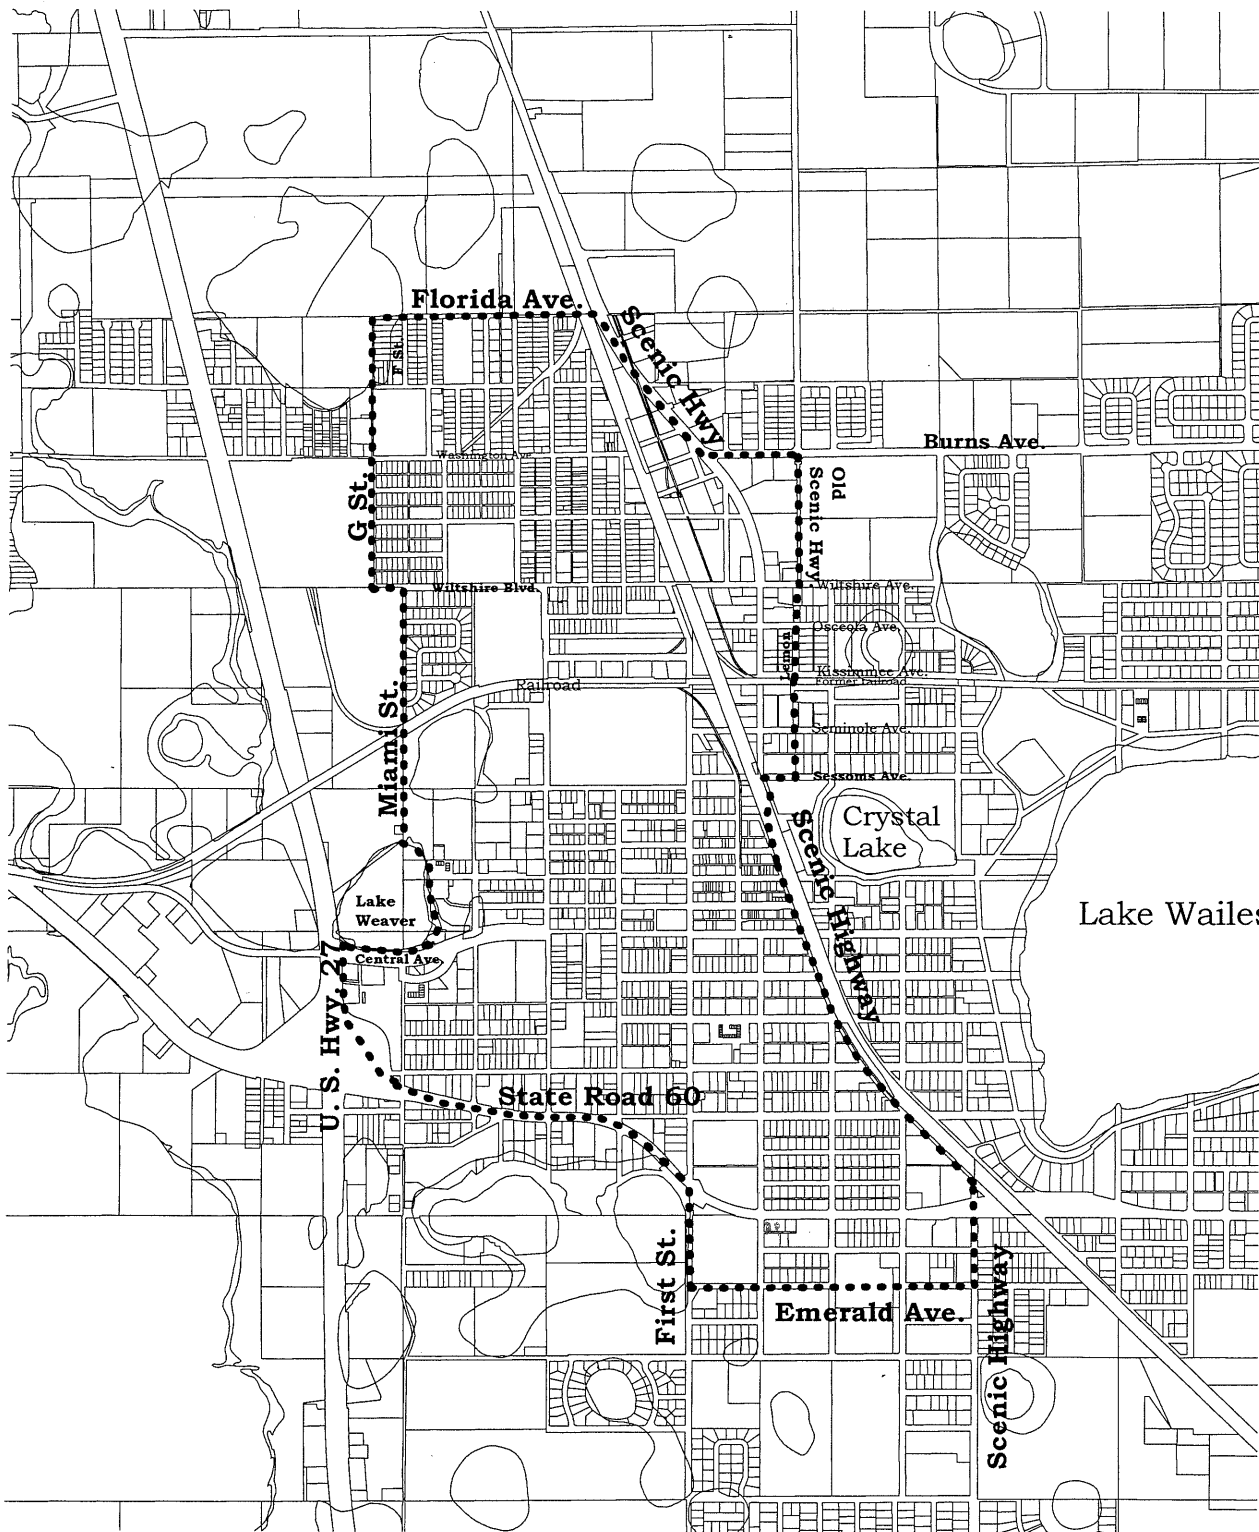 Florida Ave.
Scenic Hwy
F St.
Burns Ave.
Washington Ave.
G St.
Old
Scenic Hwy.
Wiltshire Blvd.
Wiltshire Ave.
Osceola Ave.
Lemon
Kissimmee Ave.
Former railroad
Railroad
Miami St.
Seminole Ave.
Sessoms Ave.
Crystal
Lake
Scenic Highway
Lake
Weaver
Lake Wailes
Central Ave.
U. S. Hwy. 27
State Road 60
First St.
Emerald Ave.
Scenic Highway